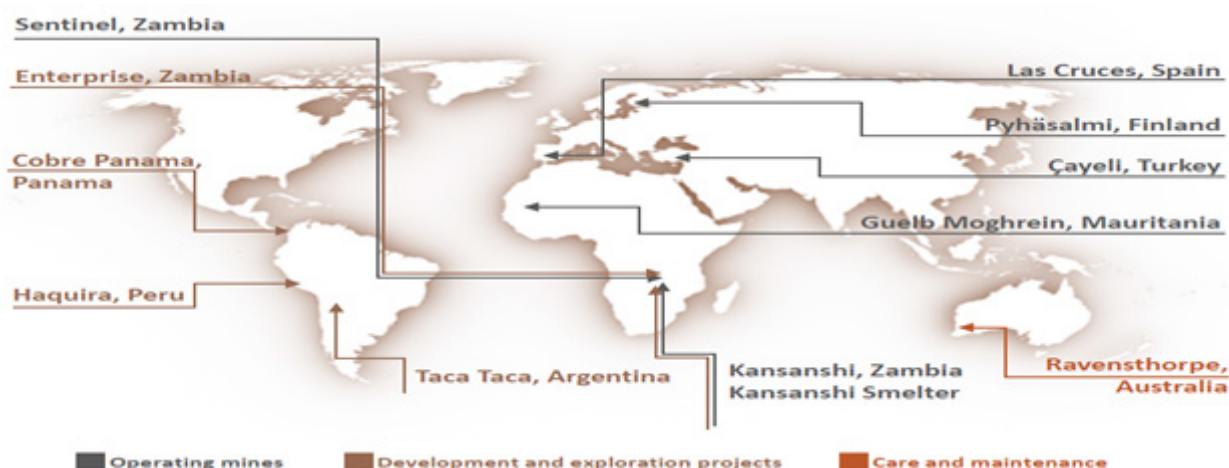 Sentinel, Zambia
Enterprise, Zambia
Cobre Panama,
Panama
Haquira, Peru
Taca Taca, Argentina
Las Cruces, Spain
Pyhäsalmi, Finland
Çayeli, Turkey
Guelb Moghrein, Mauritania
Kansanshi, Zambia
Kansanshi Smelter
Ravensthorpe,
Australia
Operating mines
Development and exploration projects
Care and maintenance